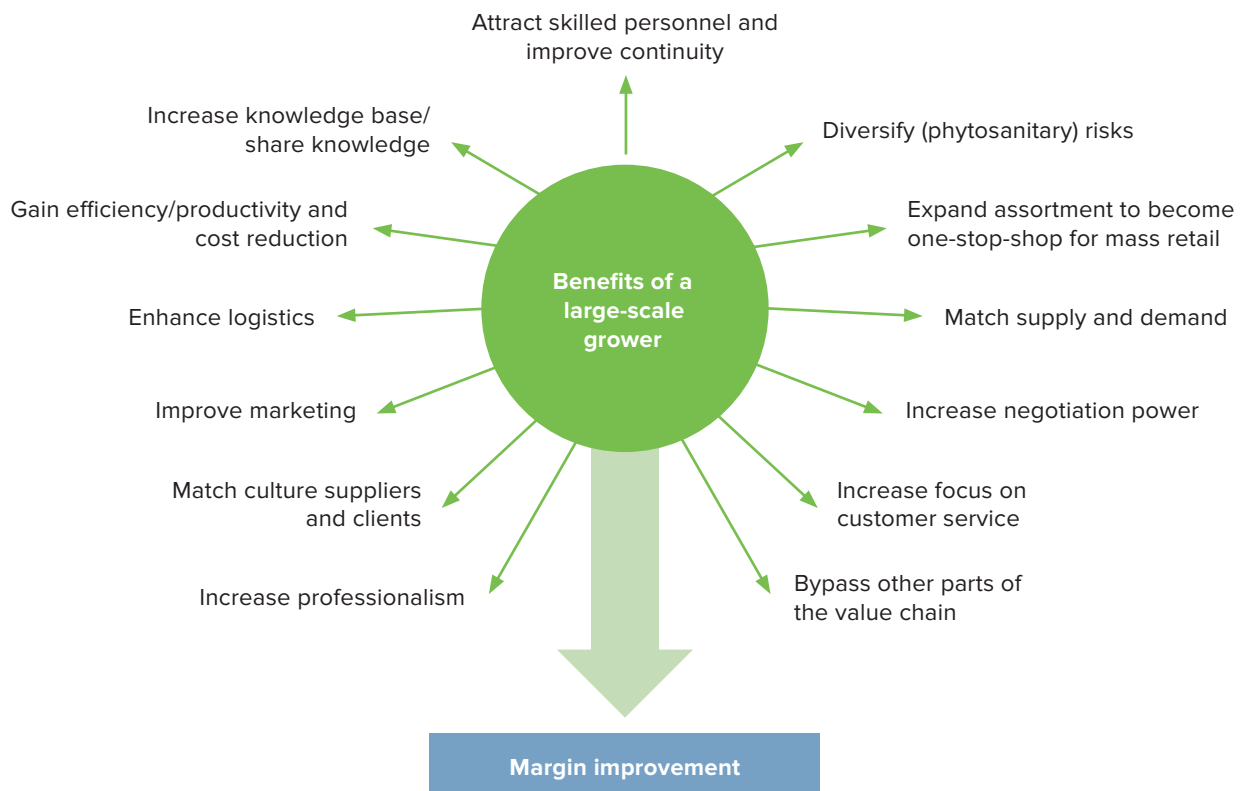 Attract skilled personnel and
improve continuity
Increase knowledge base/
share knowledge
Diversify (phytosanitary) risks
Gain efficiency/productivity and
cost reduction
Expand assortment to become
one-stop-shop for mass retail
Benefits of a
large-scale
grower
Enhance logistics
Match supply and demand
Improve marketing
Increase negotiation power
Match culture suppliers
and clients
Increase focus on
customer service
Increase professionalism
Bypass other parts of
the value chain
Margin improvement